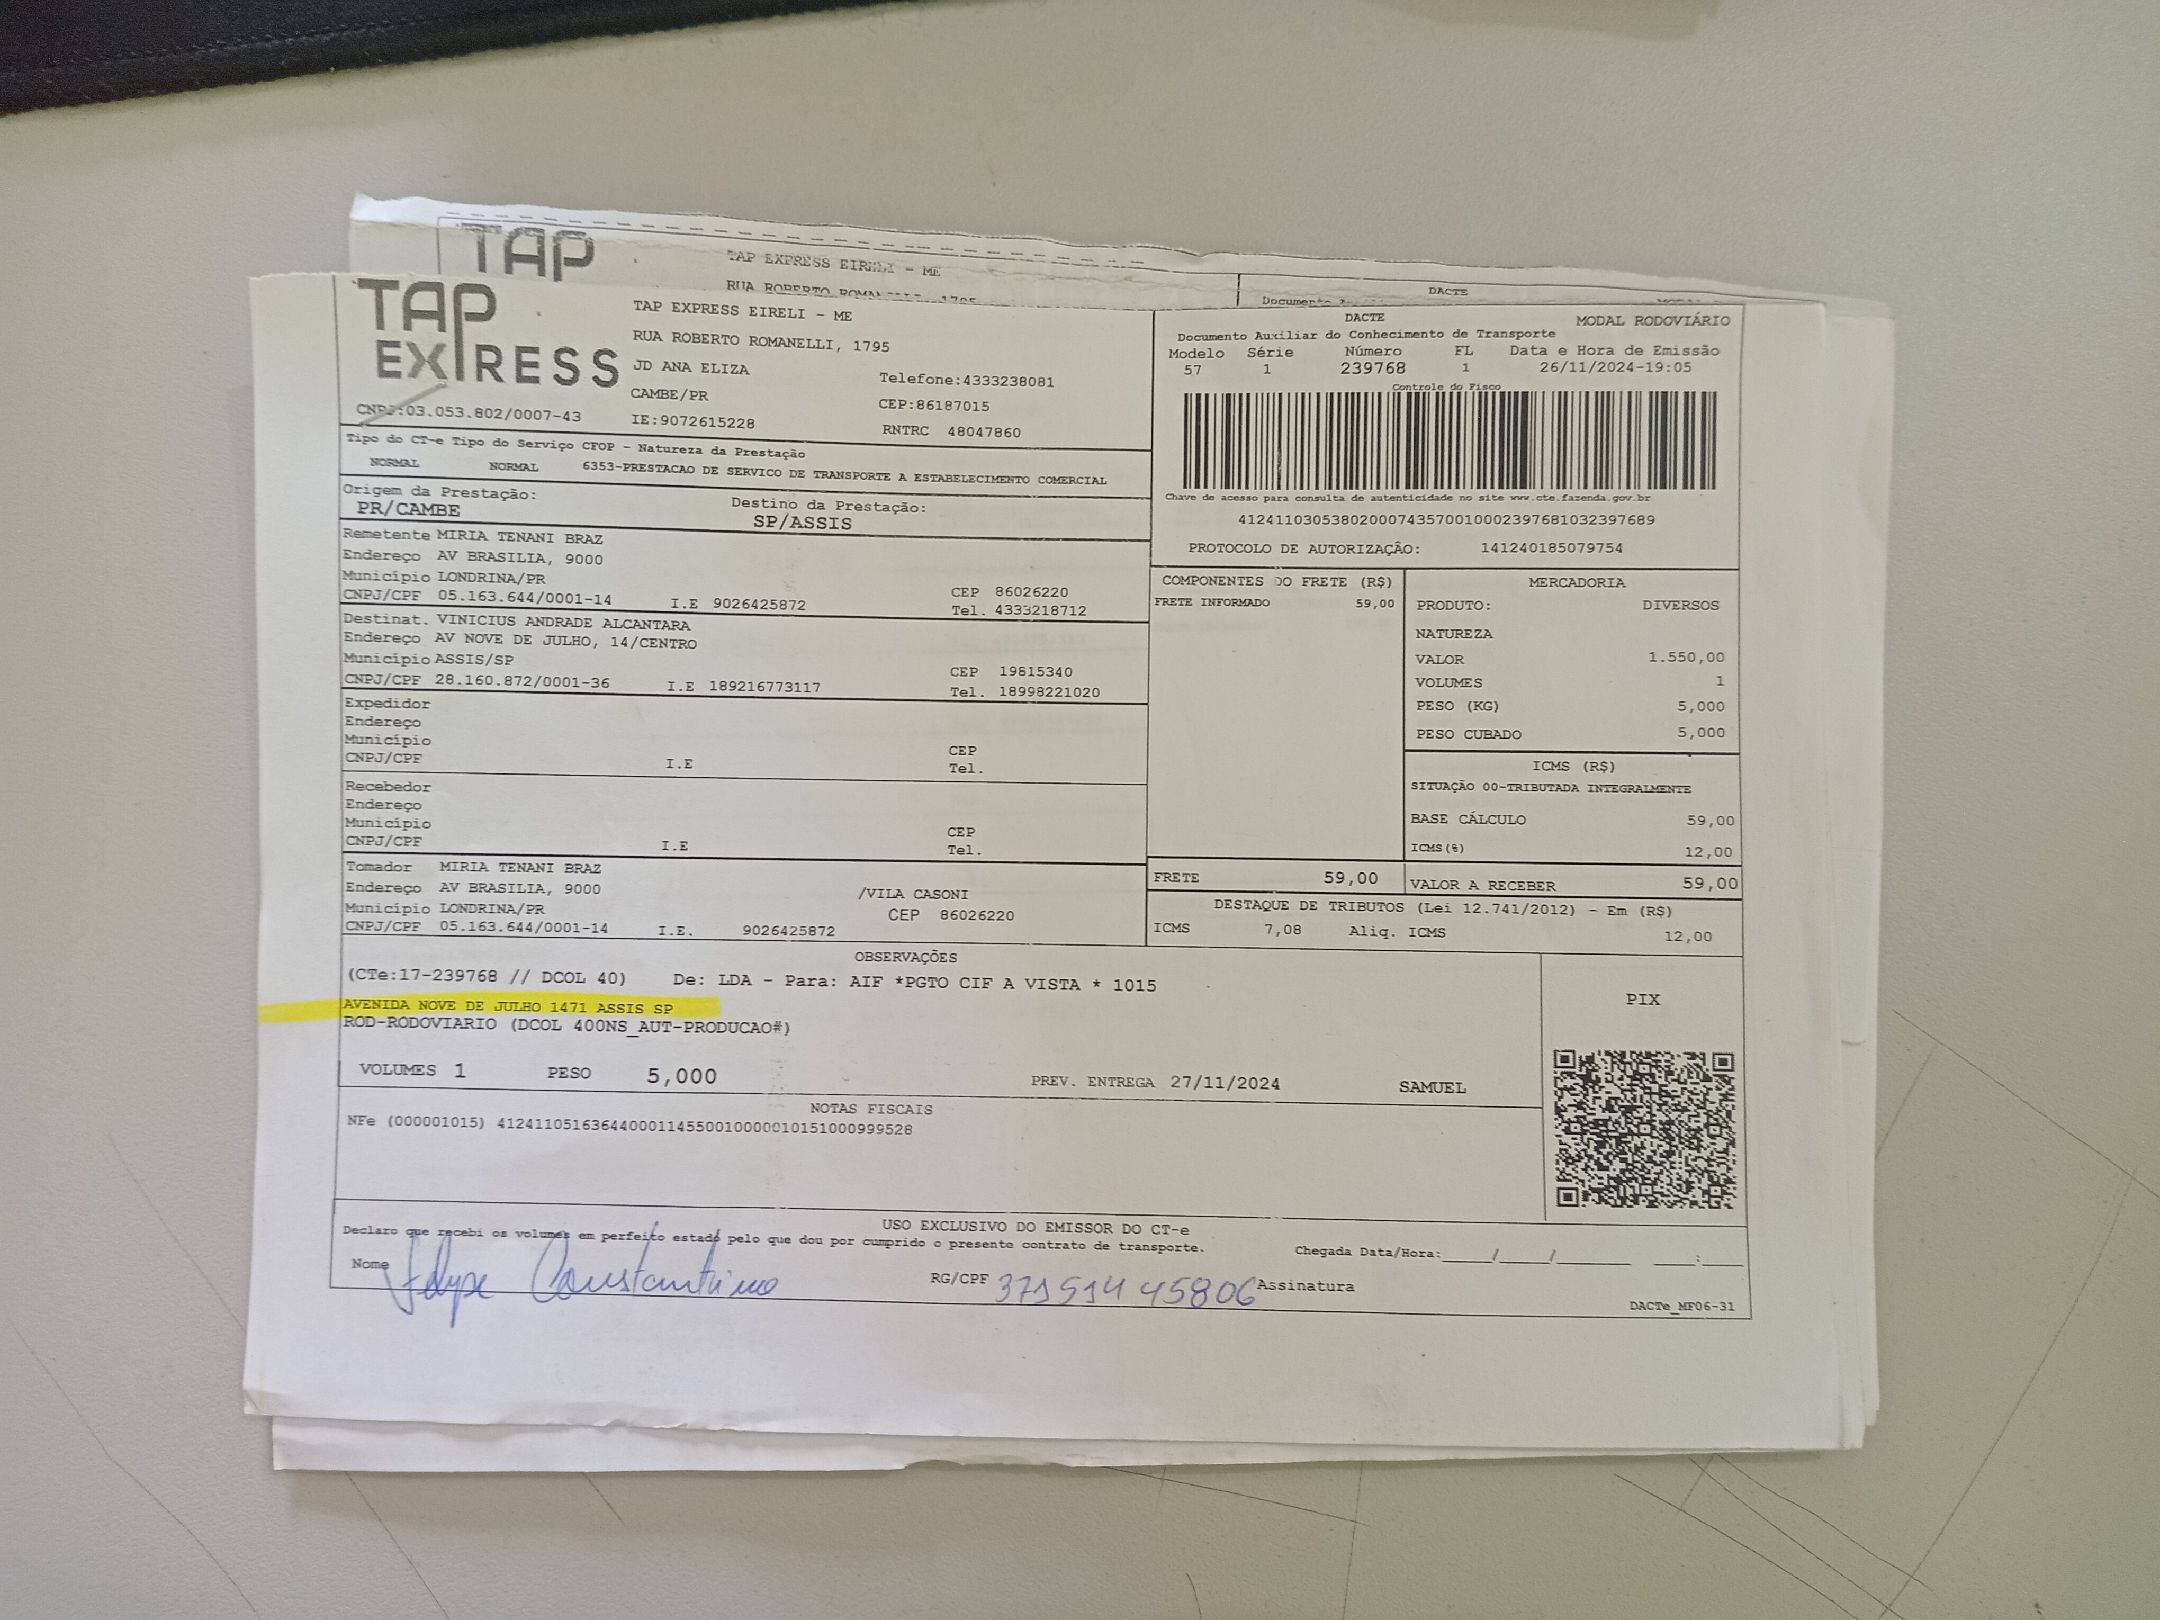 TAP
TAP EXPRESS EIRELI - ME
RUA ROBERTO
DACTE
TAP
EXPRESS
CNPJ:03.053.802/0007-43
TAP EXPRESS EIRELI - ME
RUA ROBERTO ROMANELLI, 1795
JD ANA ELIZA
CAMBE/PR
IE:9072615228
Telefone:4333238081
CEP:86187015
RNTRC 48047860
DACTE
MODAL RODOVIÁRIO
Documento Auxiliar do Conhecimento de Transporte
Modelo Série Número FL Data e Hora de Emissão
57 1 239768 1 26/11/2024-19:05
Controle do Fisco
Chave de acesso para consulta de autenticidade no site www.cte.fazenda.gov.br
41241103053802000743570010002397681032397689
PROTOCOLO DE AUTORIZAÇÃO: 141240185079754
Tipo do CT-e Tipo do Serviço CFOP - Natureza da Prestação
NORMAL NORMAL 6353-PRESTACAO DE SERVICO DE TRANSPORTE A ESTABELECIMENTO COMERCIAL
Origem da Prestação: Destino da Prestação:
PR/CAMBE SP/ASSIS
Remetente MIRIA TENANI BRAZ
Endereço AV BRASILIA, 9000
Município LONDRINA/PR CEP 86026220
CNPJ/CPF 05.163.644/0001-14 I.E 9026425872 Tel. 4333218712
Destinat. VINICIUS ANDRADE ALCANTARA
Endereço AV NOVE DE JULHO, 14/CENTRO
Município ASSIS/SP CEP 19815340
CNPJ/CPF 28.160.872/0001-36 I.E 189216773117 Tel. 18998221020
Expedidor
Endereço
Município CEP
CNPJ/CPF I.E Tel.
Recebedor
Endereço
Município CEP
CNPJ/CPF I.E Tel.
Tomador MIRIA TENANI BRAZ
Endereço AV BRASILIA, 9000 /VILA CASONI
Município LONDRINA/PR CEP 86026220
CNPJ/CPF 05.163.644/0001-14 I.E. 9026425872
COMPONENTES DO FRETE (R$)
FRETE INFORMADO 59,00
MERCADORIA
PRODUTO: DIVERSOS
NATUREZA
VALOR 1.550,00
VOLUMES 1
PESO (KG) 5,000
PESO CUBADO 5,000
ICMS (R$)
SITUAÇÃO 00-TRIBUTADA INTEGRALMENTE
BASE CÁLCULO 59,00
ICMS(%) 12,00
FRETE 59,00 VALOR A RECEBER 59,00
DESTAQUE DE TRIBUTOS (Lei 12.741/2012) - Em (R$)
ICMS 7,08 Aliq. ICMS 12,00
OBSERVAÇÕES
(CTe:17-239768 // DCOL 40) De: LDA - Para: AIF *PGTO CIF A VISTA * 1015
AVENIDA NOVE DE JULHO 1471 ASSIS SP
ROD-RODOVIARIO (DCOL 400NS_AUT-PRODUCAO#)
VOLUMES 1 PESO 5,000 PREV. ENTREGA 27/11/2024 SAMUEL
PIX
NOTAS FISCAIS
NFe (000001015) 41241105163644000114550010000010151000999528
USO EXCLUSIVO DO EMISSOR DO CT-e
Declaro que recebi os volumes em perfeito estado pelo que dou por cumprido o presente contrato de transporte.
Chegada Data/Hora:____/____/______ ____:____
Nome Felype Constantino RG/CPF 37151445806 Assinatura
DACTe_MF06-31